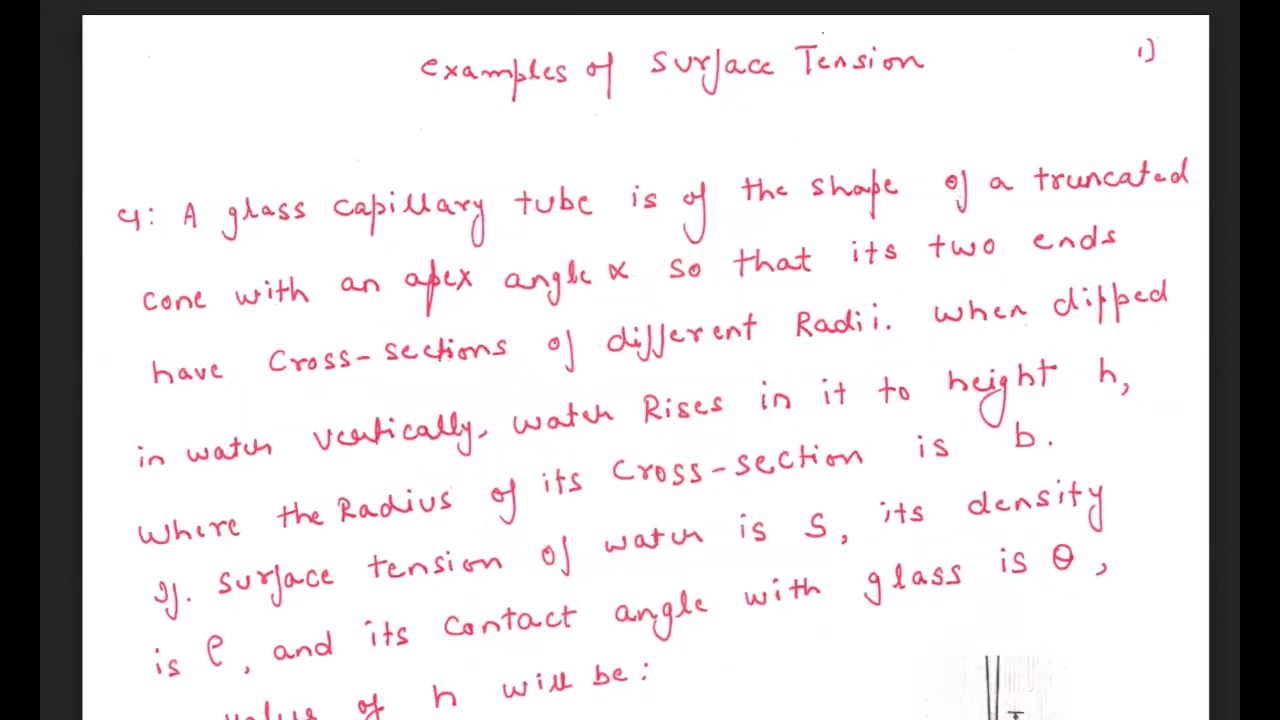 examples of surface Tension
1)
Q: A glass capillary tube is of the shape of a truncated
cone with an apex angle α so that its two ends
have Cross-sections of different Radii. when dipped
in water vertically, water Rises in it to height h,
where the Radius of its Cross-section is b.
If. surface tension of water is S, its density
is ρ, and its contact angle with glass is θ,
value of h will be: